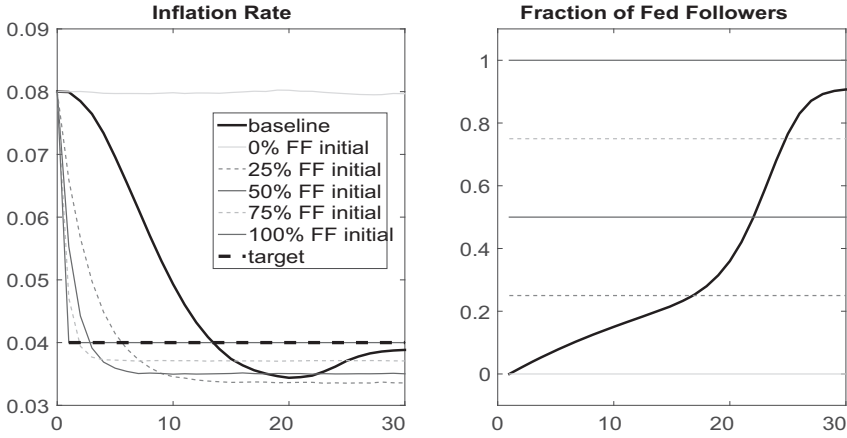 Inflation Rate
0.09
0.08
0.07
0.06
0.05
0.04
0.03
0
10
20
30
baseline
0% FF initial
25% FF initial
50% FF initial
75% FF initial
100% FF initial
target
Fraction of Fed Followers
1
0.8
0.6
0.4
0.2
0
0
10
20
30